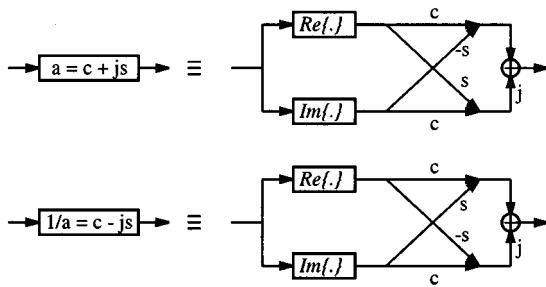 Re{.}
c
a = c + js
≡
-s
s
j
Im{.}
c
Re{.}
c
1/a = c - js
≡
s
-s
j
Im{.}
c